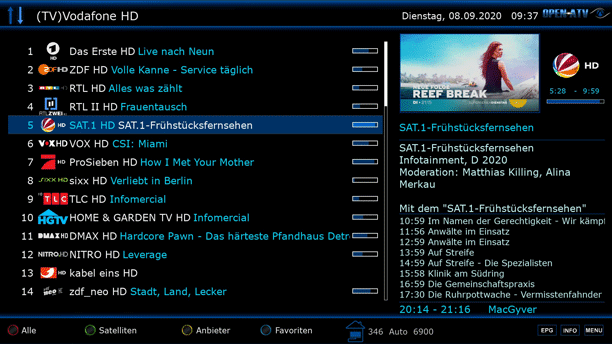 (TV)Vodafone HD
Dienstag, 08.09.2020 09:37 OPEN-ATV
1 Das Erste HD Live nach Neun
2 ZDF HD Volle Kanne - Service täglich
3 RTL HD Alles was zählt
4 RTL II HD Frauentausch
5 SAT.1 HD SAT.1-Frühstücksfernsehen
6 VOX HD CSI: Miami
7 ProSieben HD How I Met Your Mother
8 sixx HD Verliebt in Berlin
9 TLC HD Infomercial
10 HOME & GARDEN TV HD Infomercial
11 DMAX HD Hardcore Pawn - Das härteste Pfandhaus Detr
12 NITRO HD Leverage
13 kabel eins HD
14 zdf_neo HD Stadt, Land, Lecker
NEUE FOLGE
REEF BREAK
HD
5:28 - 9:59
SAT.1-Frühstücksfernsehen
SAT.1-Frühstücksfernsehen
Infotainment, D 2020
Moderation: Matthias Killing, Alina
Merkau
Mit dem "SAT.1-Frühstücksfernsehen"
10:59 Im Namen der Gerechtigkeit - Wir kämpf
11:56 Anwälte im Einsatz
12:59 Anwälte im Einsatz
13:59 Auf Streife
14:59 Auf Streife - Die Spezialisten
15:58 Klinik am Südring
16:59 Die Gemeinschaftspraxis
17:30 Die Ruhrpottwache - Vermisstenfahnder
20:14 - 21:16 MacGyver
Alle
Satelliten
Anbieter
Favoriten
346 Auto 6900
EPG INFO MENU